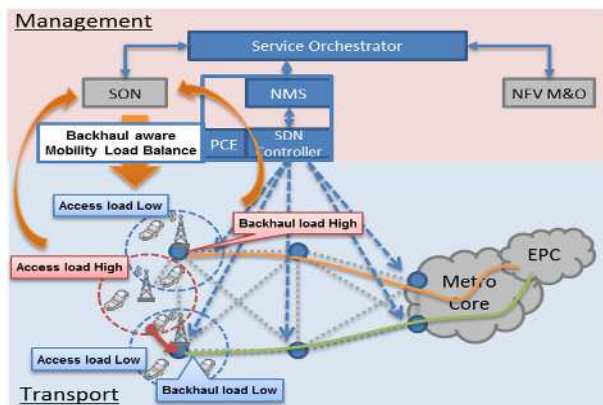 Management
Service Orchestrator
SON
NMS
NFV M&O
Backhaul aware
Mobility Load Balance
PCE
SDN
Controller
Access load Low
Backhaul load High
Access load High
EPC
Metro
Core
Access load Low
Backhaul load Low
Transport